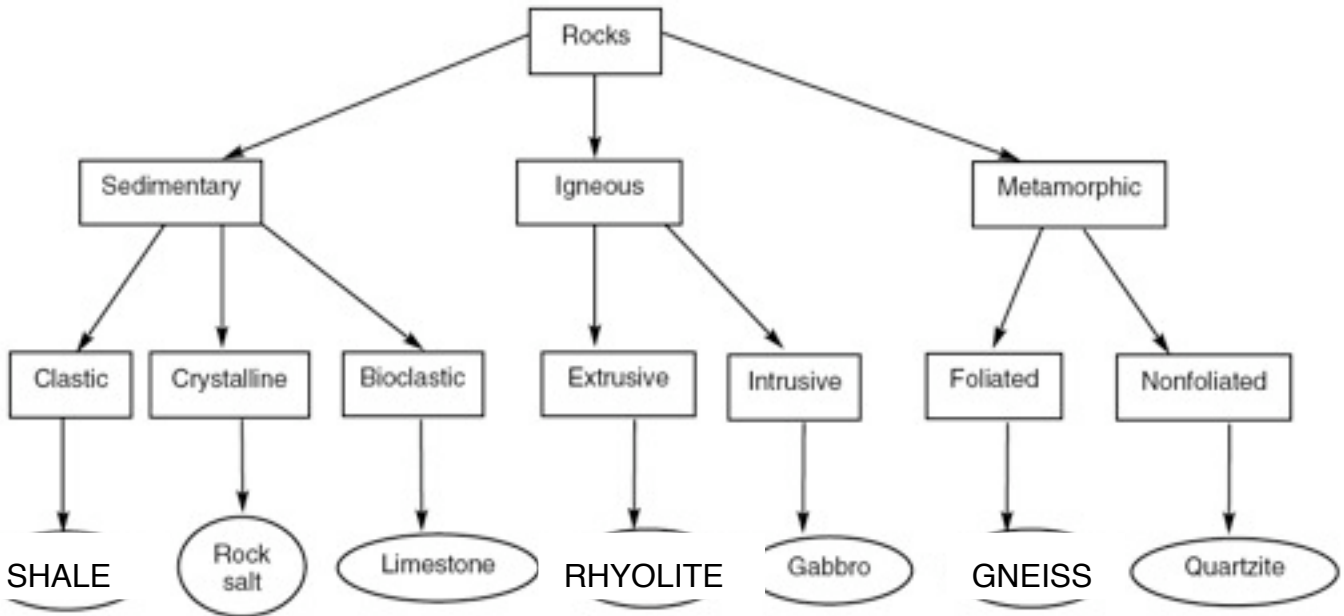 Rocks
Sedimentary
Igneous
Metamorphic
Clastic
Crystalline
Bioclastic
Extrusive
Intrusive
Foliated
Nonfoliated
SHALE
Rock
salt
Limestone
RHYOLITE
Gabbro
GNEISS
Quartzite